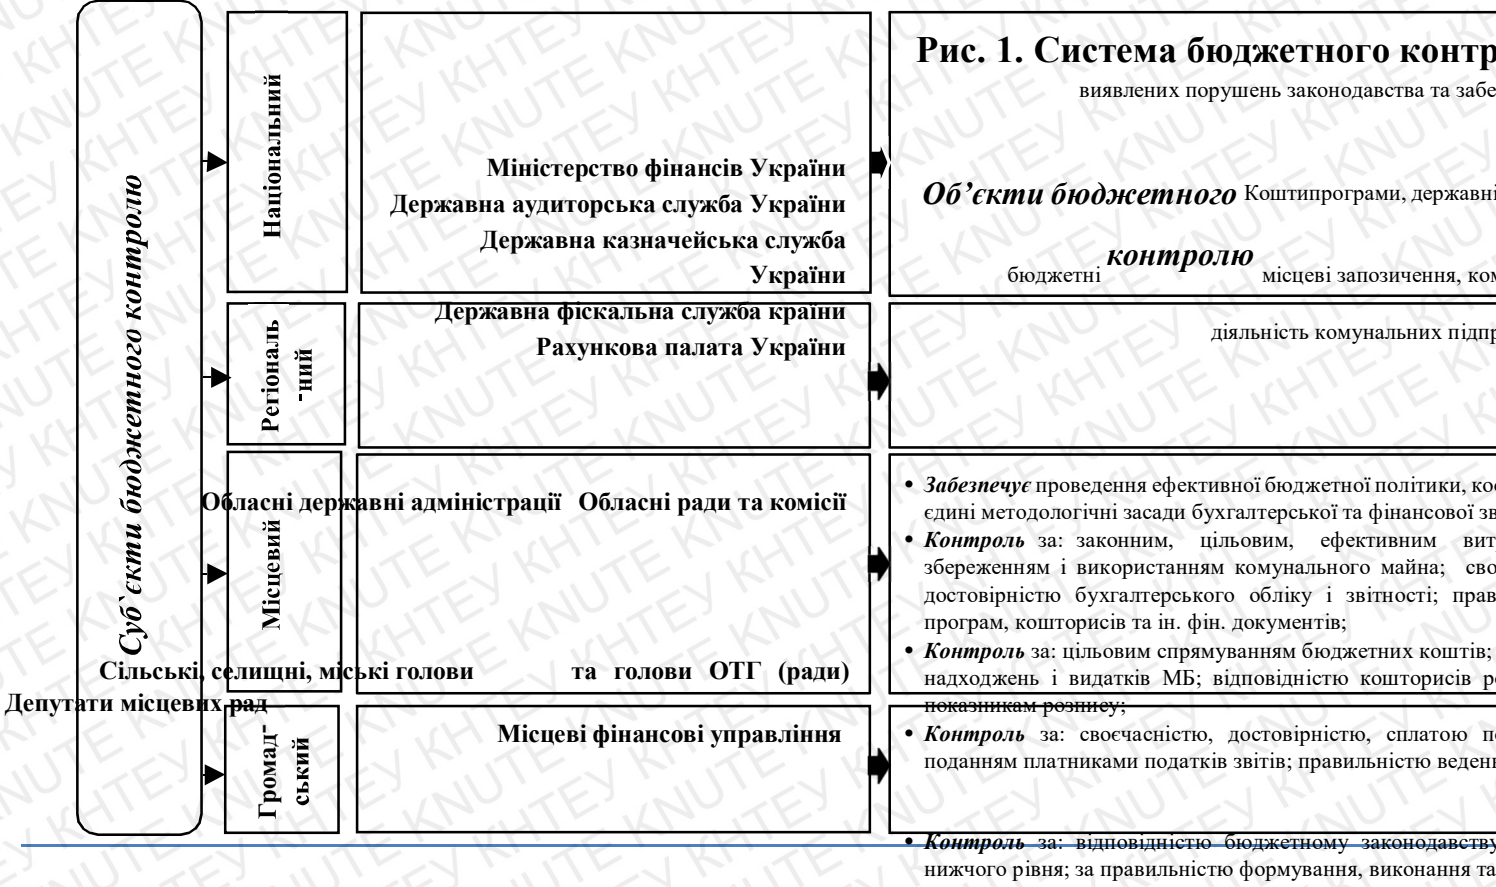 Суб`єкти бюджетного контролю
Національний
Міністерство фінансів України
Державна аудиторська служба України
Державна казначейська служба
України
Державна фіскальна служба країни
Рахункова палата України
Регіональ
-ний
Обласні державні адміністрації Обласні ради та комісії
Місцевий
Сільські, селищні, міські голови та голови ОТГ (ради)
Депутати місцевих рад
Громад-
ський
Місцеві фінансові управління
Рис. 1. Система бюджетного контр
виявлених порушень законодавства та забе
Об’єкти бюджетного Коштипрограми, державні
бюджетні контролю місцеві запозичення, ком
діяльність комунальних підпр
• Забезпечує проведення ефективної бюджетної політики, кос
єдині методологічні засади бухгалтерської та фінансової зв
• Контроль за: законним, цільовим, ефективним вит
збереженням і використанням комунального майна; сво
достовірністю бухгалтерського обліку і звітності; прав
програм, кошторисів та ін. фін. документів;
• Контроль за: цільовим спрямуванням бюджетних коштів;
надходжень і видатків МБ; відповідністю кошторисів ро
показникам розпису;
• Контроль за: своєчасністю, достовірністю, сплатою по
поданням платниками податків звітів; правильністю веденн
• Контроль за: відповідністю бюджетному законодавству
нижчого рівня; за правильністю формування, виконання та